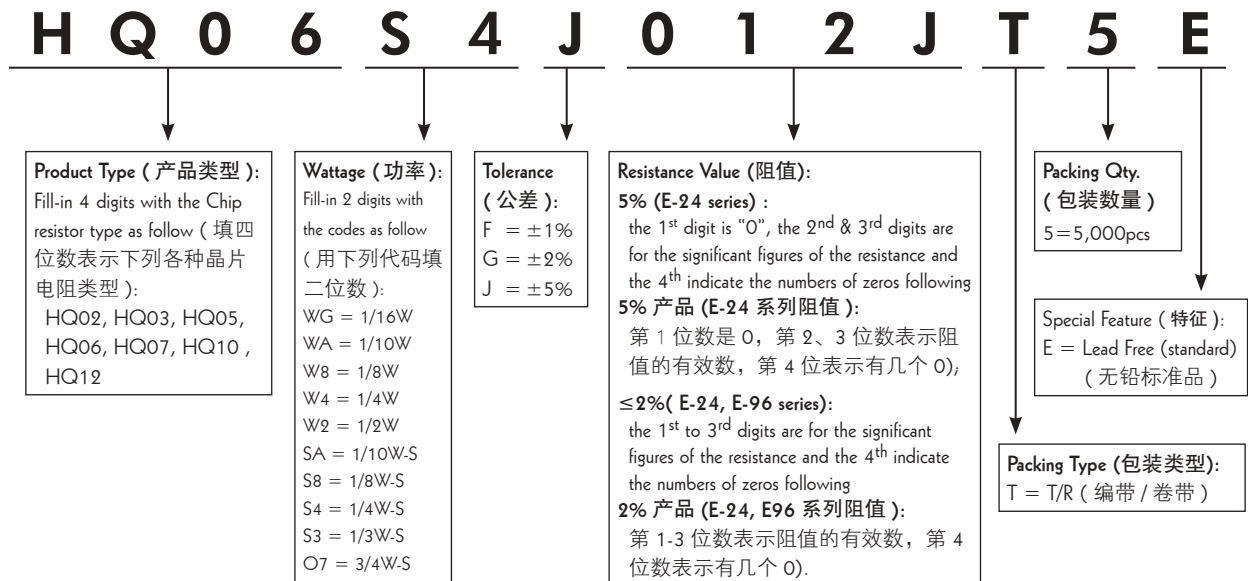 HQ06S4J012JT5E
Product Type ( 产品类型 ):
Fill-in 4 digits with the Chip
resistor type as follow ( 填四
位数表示下列各种晶片
电阻类型 ):
HQ02, HQ03, HQ05,
HQ06, HQ07, HQ10 ,
HQ12
Wattage ( 功率 ):
Fill-in 2 digits with
the codes as follow
( 用下列代码填
二位数 ):
WG = 1/16W
WA = 1/10W
W8 = 1/8W
W4 = 1/4W
W2 = 1/2W
SA = 1/10W-S
S8 = 1/8W-S
S4 = 1/4W-S
S3 = 1/3W-S
O7 = 3/4W-S
Tolerance
( 公差 ):
F = ±1%
G = ±2%
J = ±5%
Resistance Value (阻值):
5% (E-24 series) :
the 1st digit is “0”, the 2nd & 3rd digits are
for the significant figures of the resistance and
the 4th indicate the numbers of zeros following
5% 产品 (E-24 系列阻值 ):
第 1 位数是 0，第 2、3 位数表示阻
值的有效数，第 4 位表示有几个 0);
≤2%( E-24, E-96 series):
the 1st to 3rd digits are for the significant
figures of the resistance and the 4th indicate
the numbers of zeros following
2% 产品 (E-24, E96 系列阻值 ):
第 1-3 位数表示阻值的有效数，第 4
位数表示有几个 0).
Packing Qty.
( 包装数量 )
5=5,000pcs
Special Feature ( 特征 ):
E = Lead Free (standard)
( 无铅标准品 )
Packing Type (包装类型):
T = T/R ( 编带 / 卷带 )